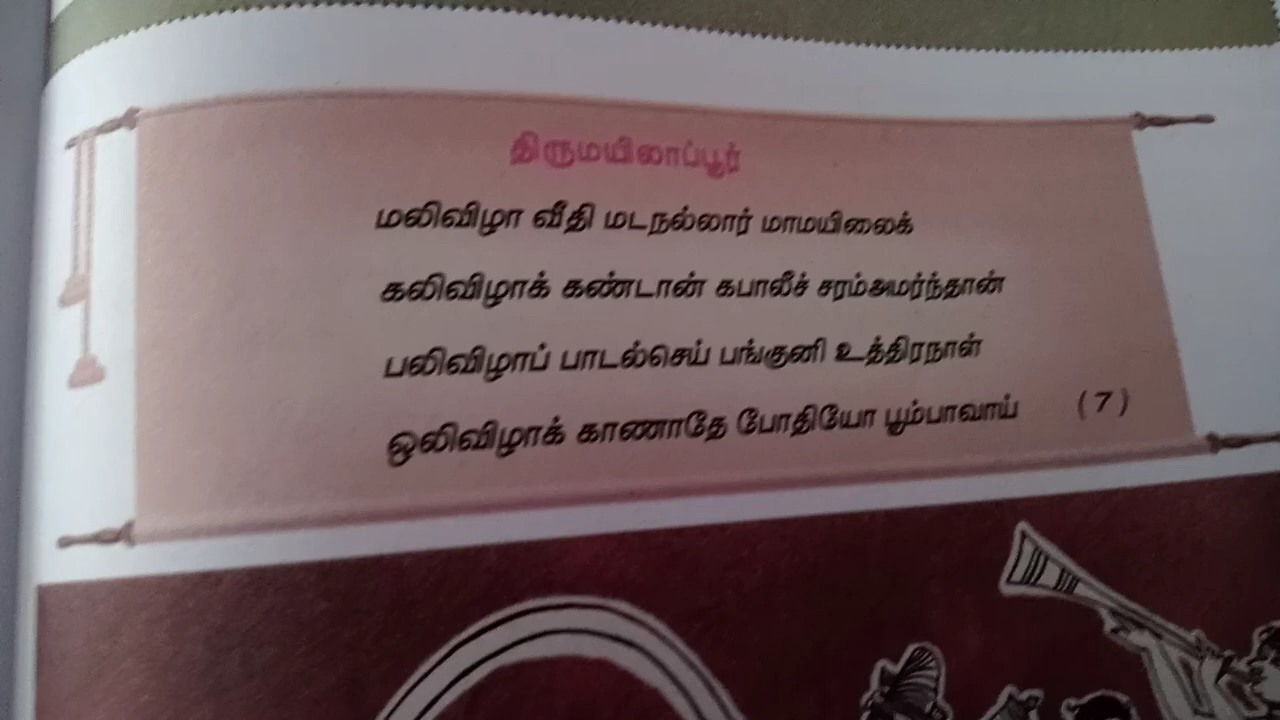 திருமயிலாப்பூர்
மலிவிழா வீதி மடநல்லார் மாமயிலைக்
கலிவிழாக் கண்டான் கபாலீச் சரம்அமர்ந்தான்
பலிவிழாப் பாடல்செய் பங்குனி உத்திரநாள்
ஒலிவிழாக் காணாதே போதியோ பூம்பாவாய் (7)